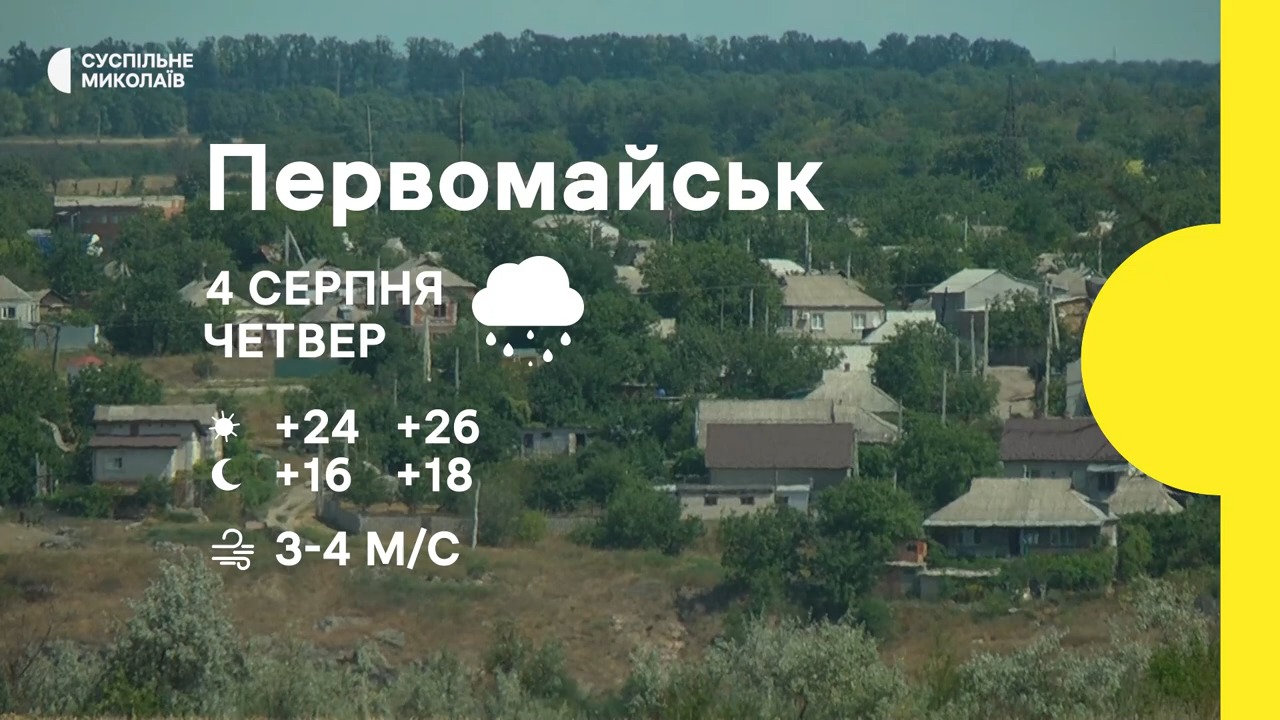 СУСПІЛЬНЕ
МИКОЛАЇВ
Первомайськ
4 СЕРПНЯ
ЧЕТВЕР
+24 +26
+16 +18
3-4 М/С